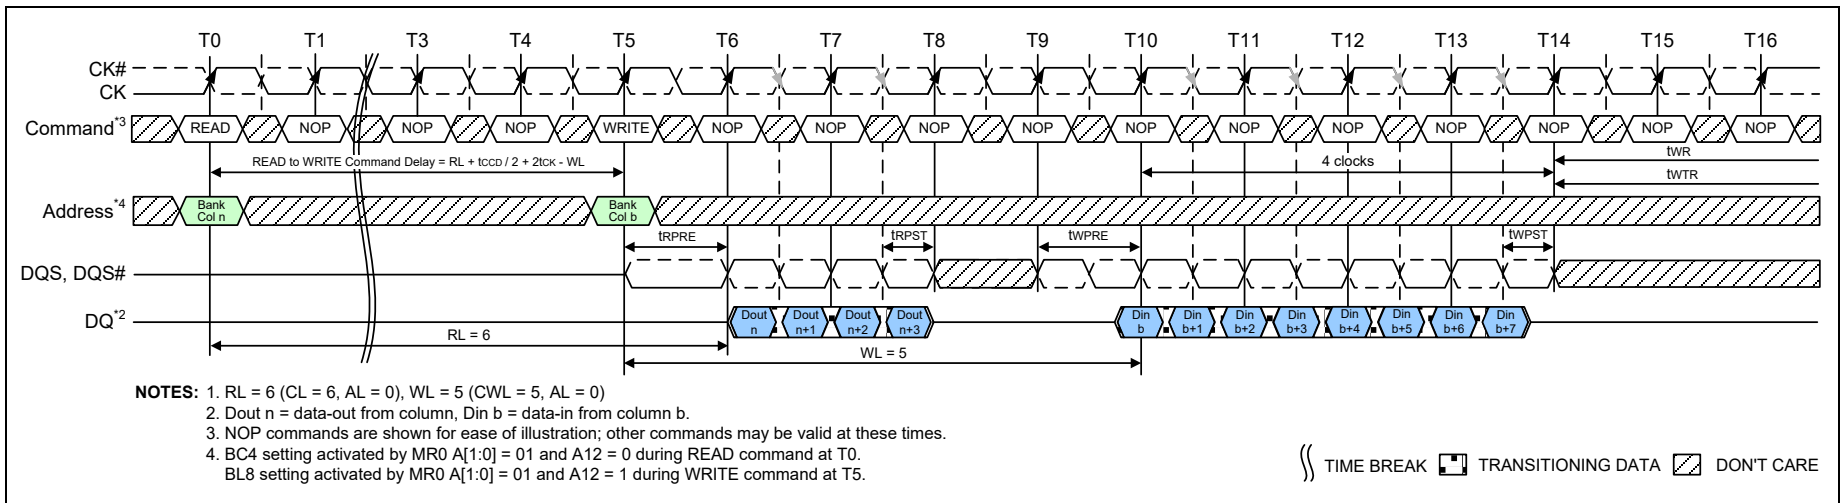 T0 T1 T3 T4 T5 T6 T7 T8 T9 T10 T11 T12 T13 T14 T15 T16
CK#
CK
Command*3 READ NOP NOP NOP WRITE NOP NOP NOP NOP NOP NOP NOP NOP NOP NOP NOP
READ to WRITE Command Delay = RL + tCCD / 2 + 2tCK - WL
4 clocks
tWR
tWTR
Address*4
Bank
Col n
Bank
Col b
tRPRE tRPST tWPRE tWPST
DQS, DQS#
DQ*2
Dout
n
Dout
n+1
Dout
n+2
Dout
n+3
Din
b
Din
b+1
Din
b+2
Din
b+3
Din
b+4
Din
b+5
Din
b+6
Din
b+7
RL = 6
WL = 5
NOTES: 1. RL = 6 (CL = 6, AL = 0), WL = 5 (CWL = 5, AL = 0)
2. Dout n = data-out from column, Din b = data-in from column b.
3. NOP commands are shown for ease of illustration; other commands may be valid at these times.
4. BC4 setting activated by MR0 A[1:0] = 01 and A12 = 0 during READ command at T0.
BL8 setting activated by MR0 A[1:0] = 01 and A12 = 1 during WRITE command at T5.
TIME BREAK TRANSITIONING DATA DON'T CARE